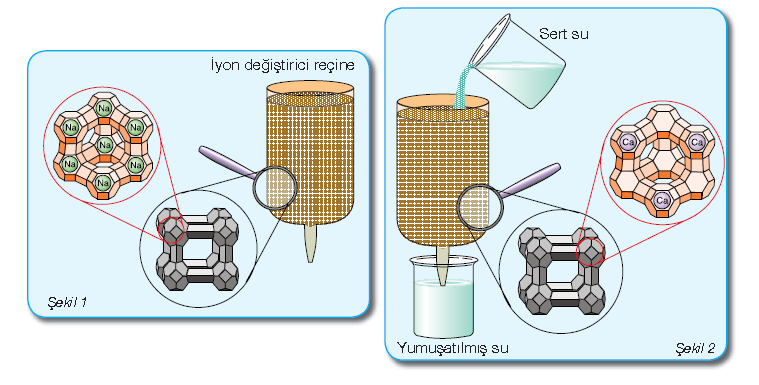 İyon değiştirici reçine
Na
Na
Na
Na
Na
Na
Na
Şekil 1
Sert su
Ca
Ca
Ca
Yumuşatılmış su
Şekil 2